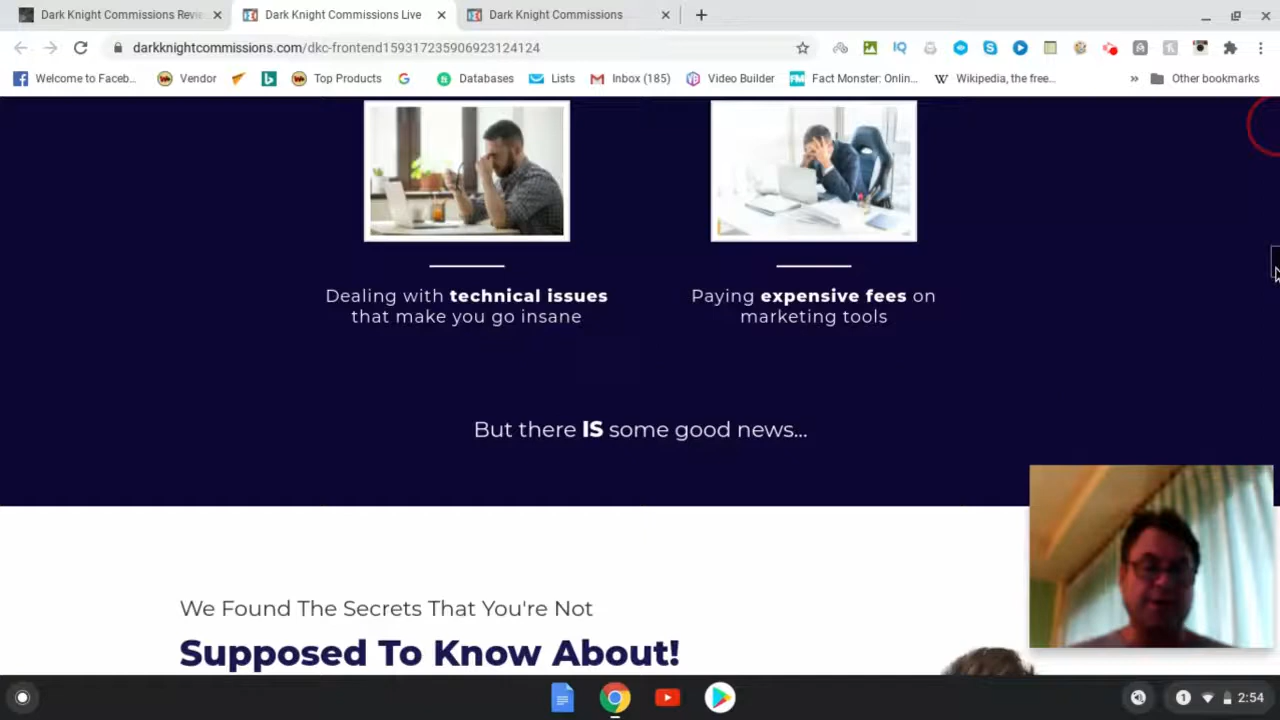 Dark Knight Commissions Revi
Dark Knight Commissions Live
Dark Knight Commissions
darkknightcommissions.com/dkc-frontend1593172359069231​24124
Welcome to Faceb...
Vendor
Top Products
Databases
Lists
Inbox (185)
Video Builder
Fact Monster: Onlin...
Wikipedia, the free...
Other bookmarks
Dealing with technical issues
that make you go insane
Paying expensive fees on
marketing tools
But there IS some good news...
We Found The Secrets That You're Not
Supposed To Know About!
1
2:54